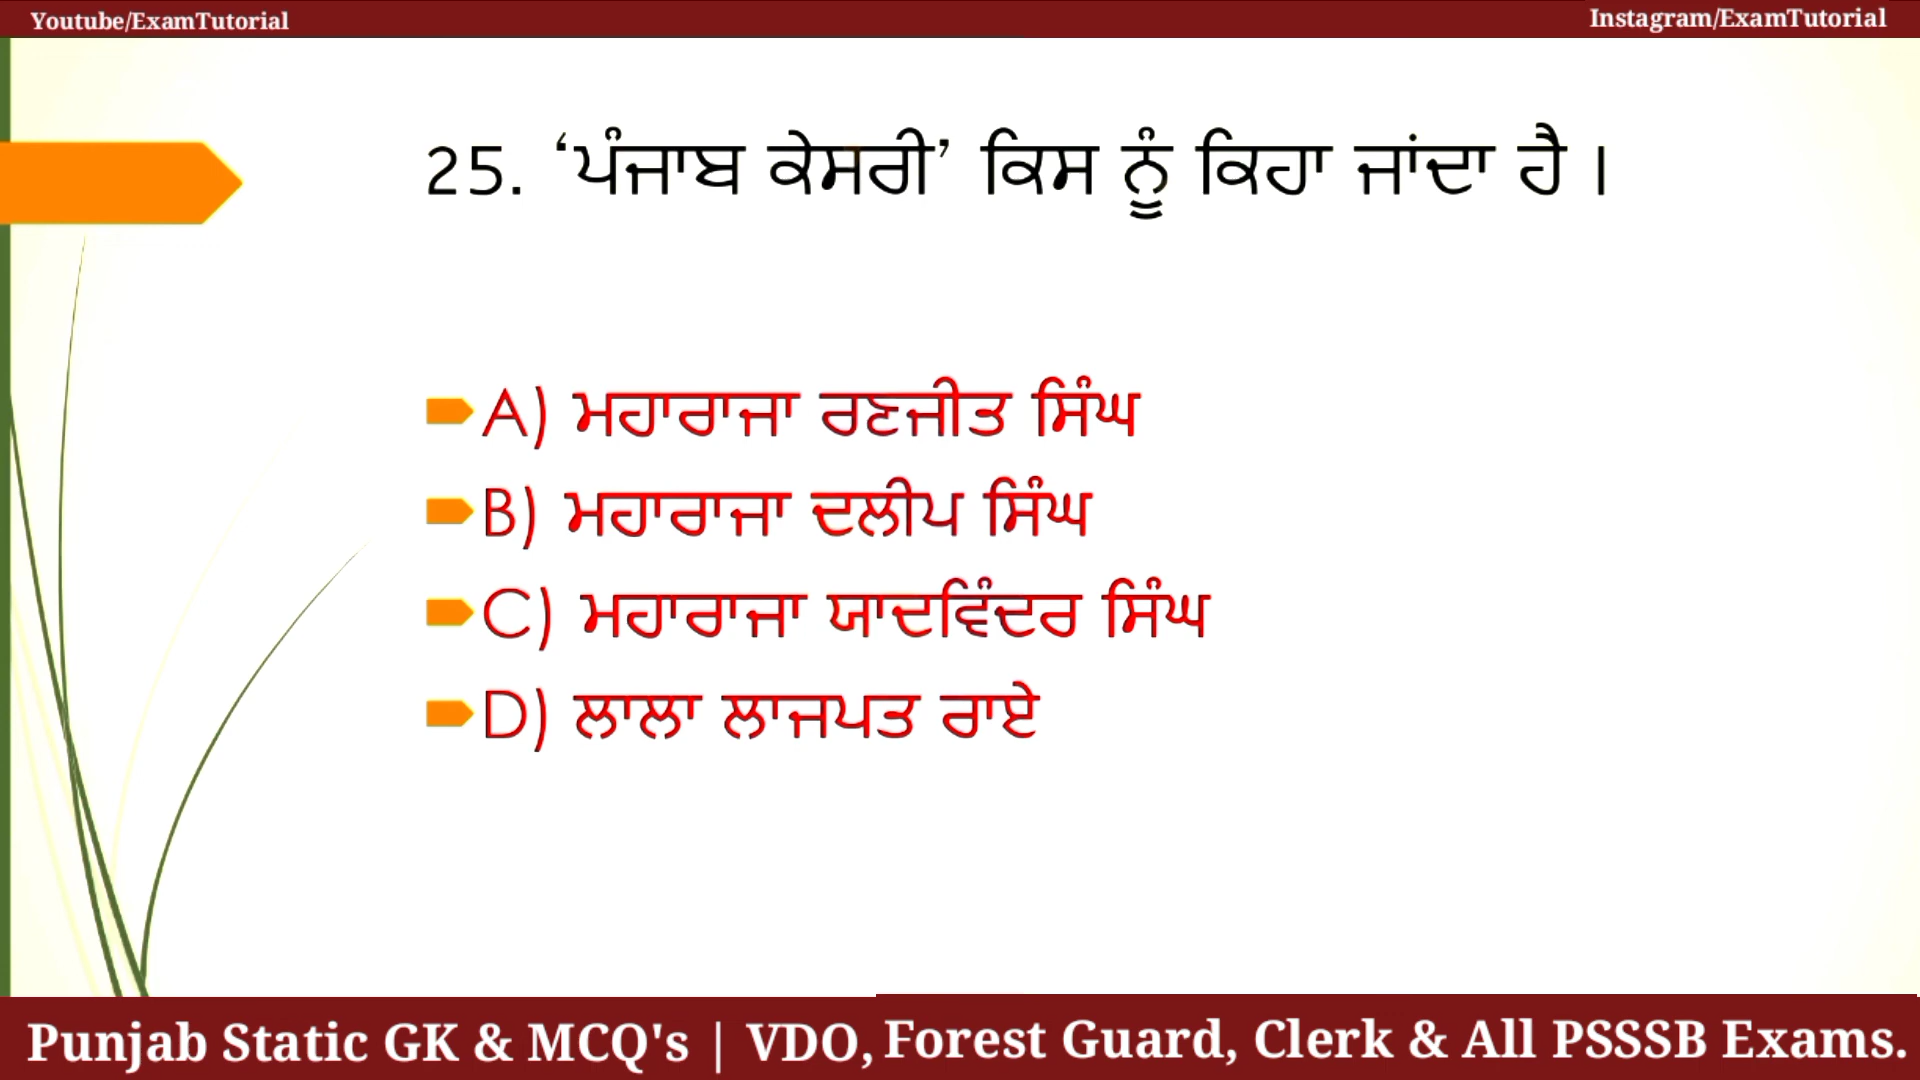 Youtube/ExamTutorial
Instagram/ExamTutorial
25. ‘ਪੰਜਾਬ ਕੇਸਰੀ’ ਕਿਸ ਨੂੰ ਕਿਹਾ ਜਾਂਦਾ ਹੈ ।
A) ਮਹਾਰਾਜਾ ਰਣਜੀਤ ਸਿੰਘ
B) ਮਹਾਰਾਜਾ ਦਲੀਪ ਸਿੰਘ
C) ਮਹਾਰਾਜਾ ਯਾਦਵਿੰਦਰ ਸਿੰਘ
D) ਲਾਲਾ ਲਾਜਪਤ ਰਾਏ
Punjab Static GK & MCQ's | VDO, Forest Guard, Clerk & All PSSSB Exams.